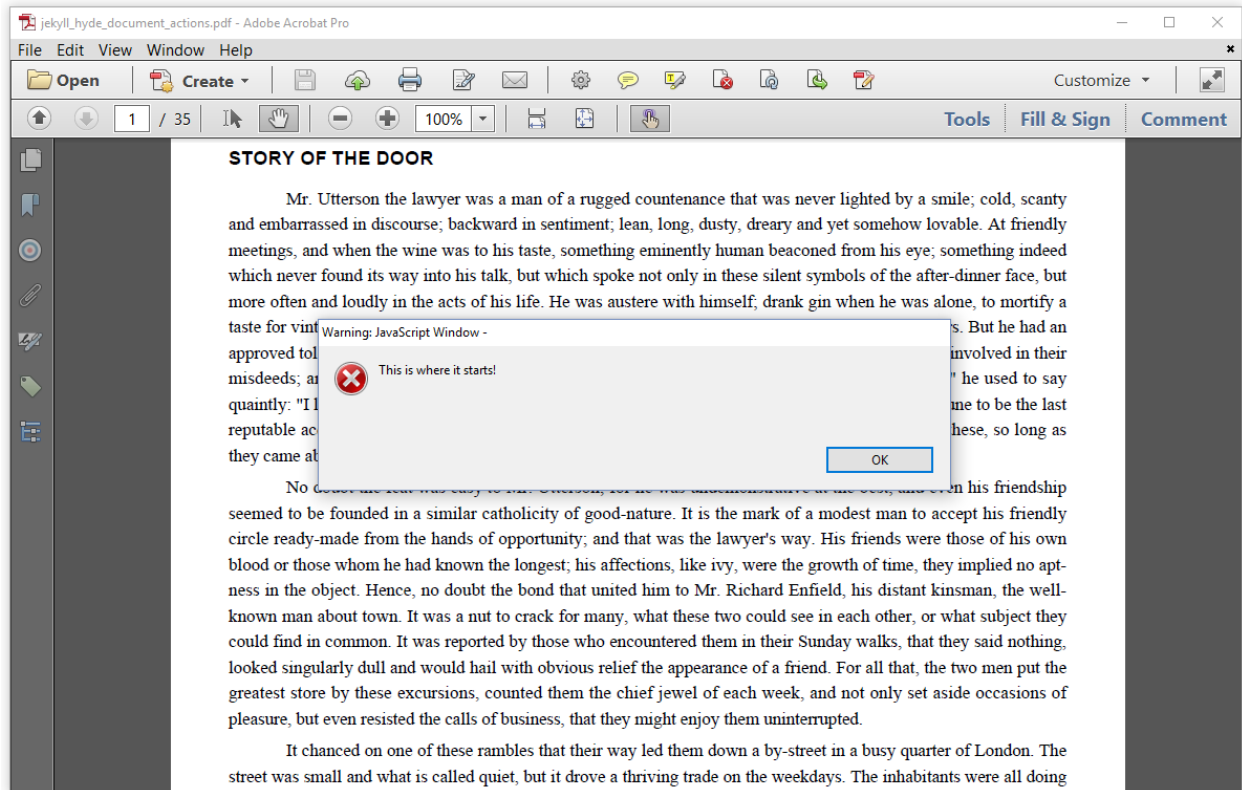 jekyll_hyde_document_actions.pdf - Adobe Acrobat Pro
File Edit View Window Help
Open Create Customize
1 / 35 100% Tools Fill & Sign Comment
STORY OF THE DOOR
Mr. Utterson the lawyer was a man of a rugged countenance that was never lighted by a smile; cold, scanty
and embarrassed in discourse; backward in sentiment; lean, long, dusty, dreary and yet somehow lovable. At friendly
meetings, and when the wine was to his taste, something eminently human beaconed from his eye; something indeed
which never found its way into his talk, but which spoke not only in these silent symbols of the after-dinner face, but
more often and loudly in the acts of his life. He was austere with himself; drank gin when he was alone, to mortify a
taste for vint s. But he had an
approved tol involved in their
misdeeds; a " he used to say
quaintly: "I une to be the last
reputable ac hese, so long as
they came ab
Warning: JavaScript Window -
This is where it starts!
OK
No doubt the feat was easy to Mr. Utterson; for he was undemonstrative at the best, and even his friendship
seemed to be founded in a similar catholicity of good-nature. It is the mark of a modest man to accept his friendly
circle ready-made from the hands of opportunity; and that was the lawyer's way. His friends were those of his own
blood or those whom he had known the longest; his affections, like ivy, were the growth of time, they implied no apt-
ness in the object. Hence, no doubt the bond that united him to Mr. Richard Enfield, his distant kinsman, the well-
known man about town. It was a nut to crack for many, what these two could see in each other, or what subject they
could find in common. It was reported by those who encountered them in their Sunday walks, that they said nothing,
looked singularly dull and would hail with obvious relief the appearance of a friend. For all that, the two men put the
greatest store by these excursions, counted them the chief jewel of each week, and not only set aside occasions of
pleasure, but even resisted the calls of business, that they might enjoy them uninterrupted.
It chanced on one of these rambles that their way led them down a by-street in a busy quarter of London. The
street was small and what is called quiet, but it drove a thriving trade on the weekdays. The inhabitants were all doing